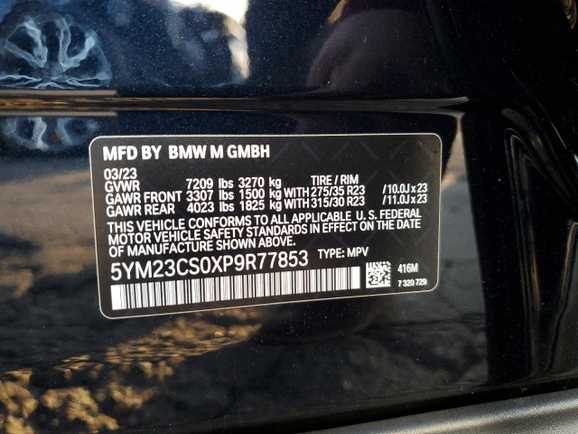 MFD BY BMW M GMBH
03/23
GVWR 7209 lbs 3270 kg TIRE / RIM
GAWR FRONT 3307 lbs 1500 kg WITH 275/35 R23 /10.0J x 23
GAWR REAR 4023 lbs 1825 kg WITH 315/30 R23 /11.0J x 23
THIS VEHICLE CONFORMS TO ALL APPLICABLE U. S. FEDERAL
MOTOR VEHICLE SAFETY STANDARDS IN EFFECT ON THE
DATE OF MANUFACTURE SHOWN ABOVE.
5YM23CS0XP9R77853 TYPE: MPV
416M
7 320 729